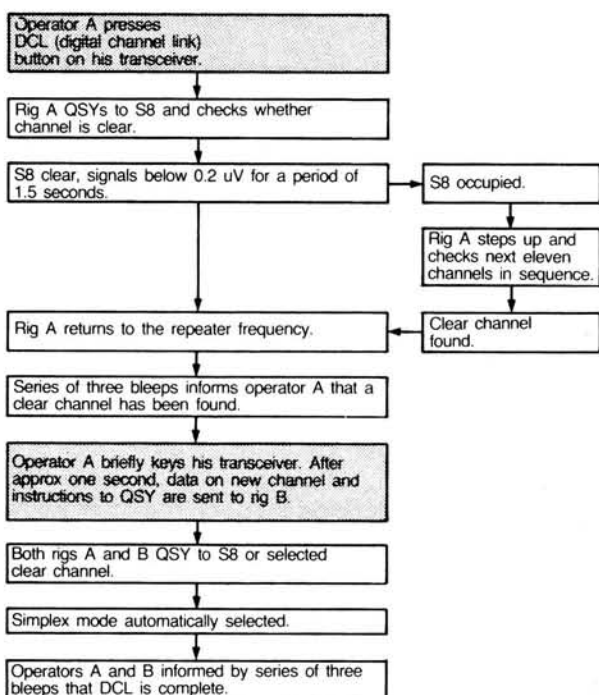 Operator A presses
DCL (digital channel link)
button on his transceiver.
Rig A QSYs to S8 and checks whether
channel is clear.
S8 clear, signals below 0.2 uV for a period of
1.5 seconds.
S8 occupied.
Rig A steps up and
checks next eleven
channels in sequence.
Clear channel
found.
Rig A returns to the repeater frequency.
Series of three bleeps informs operator A that a
clear channel has been found.
Operator A briefly keys his transceiver. After
approx one second, data on new channel and
instructions to QSY are sent to rig B.
Both rigs A and B QSY to S8 or selected
clear channel.
Simplex mode automatically selected.
Operators A and B informed by series of three
bleeps that DCL is complete.